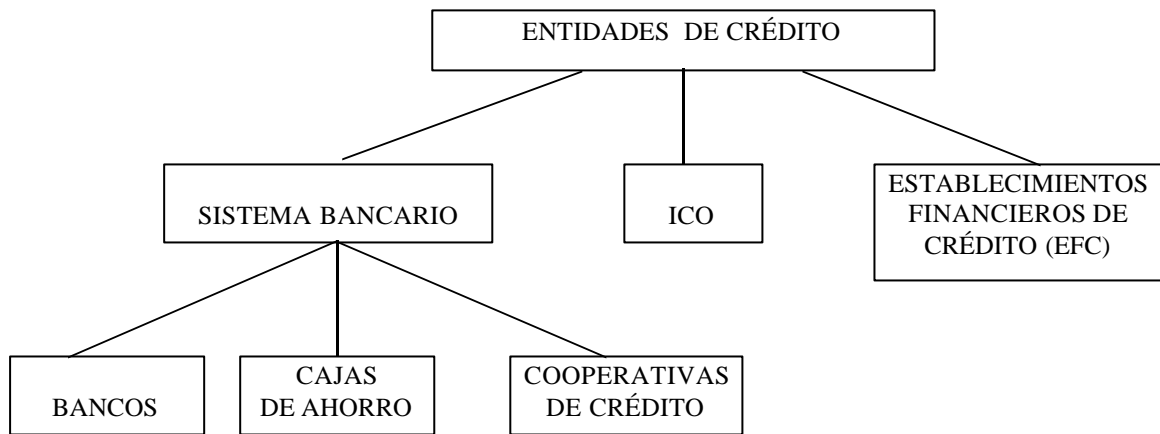 ENTIDADES DE CRÉDITO
SISTEMA BANCARIO
ICO
ESTABLECIMIENTOS
FINANCIEROS DE
CRÉDITO (EFC)
BANCOS
CAJAS
DE AHORRO
COOPERATIVAS
DE CRÉDITO